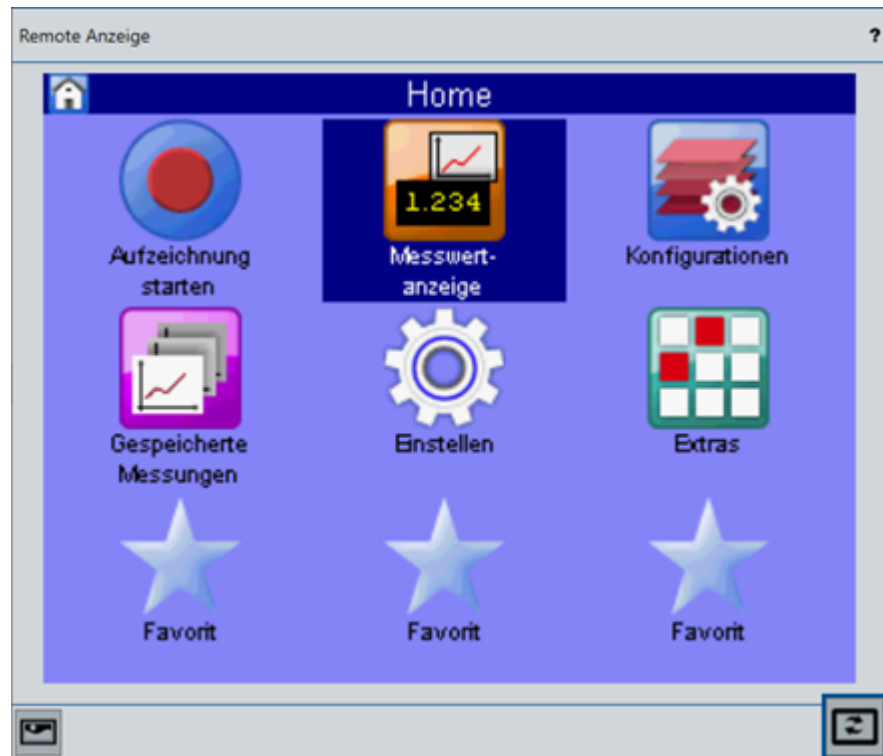 Remote Anzeige
?
Home
1.234
Aufzeichnung
starten
Messwert-
anzeige
Konfigurationen
Gespeicherte
Messungen
Einstellen
Extras
Favorit
Favorit
Favorit